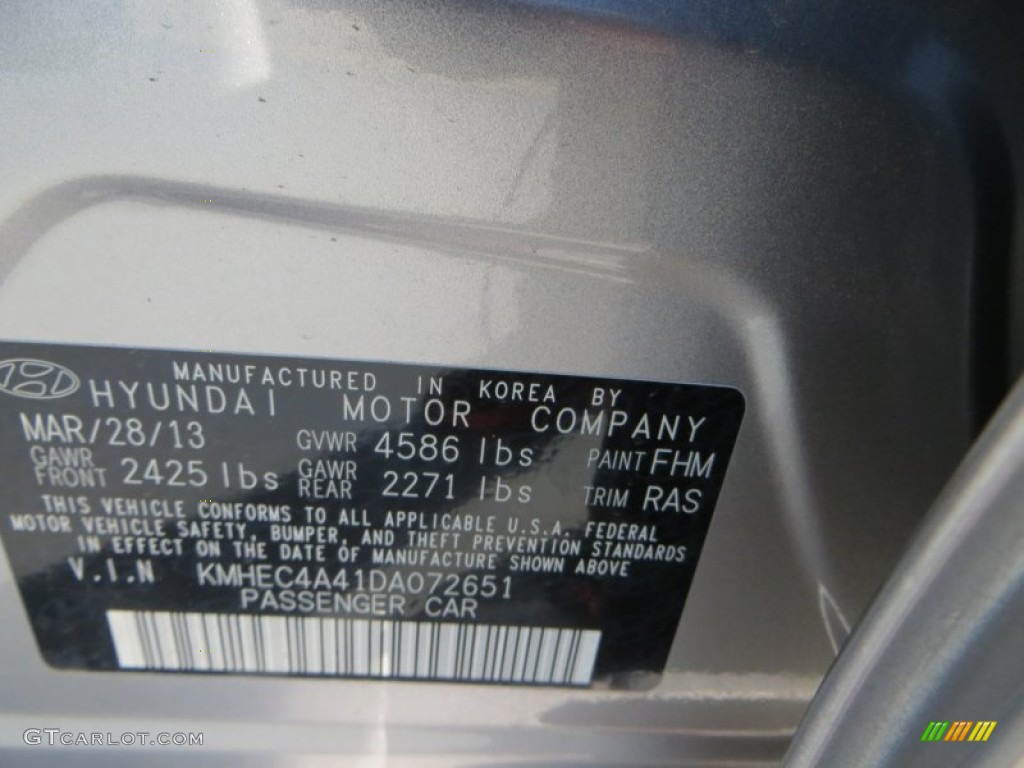 MANUFACTURED IN KOREA BY
HYUNDAI MOTOR COMPANY
MAR/28/13 GVWR 4586 lbs PAINT FHM
GAWR FRONT 2425 lbs GAWR REAR 2271 lbs TRIM RAS
THIS VEHICLE CONFORMS TO ALL APPLICABLE U.S.A. FEDERAL
MOTOR VEHICLE SAFETY, BUMPER, AND THEFT PREVENTION STANDARDS
IN EFFECT ON THE DATE OF MANUFACTURE SHOWN ABOVE
V.I.N KMHEC4A41DA072651
PASSENGER CAR
GTCARLOT.COM